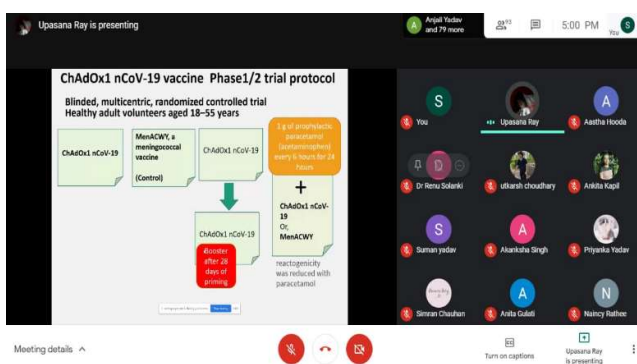 Upasana Ray is presenting
A
Anjali Yadav
and 79 more
5:00 PM
You
S
ChAdOx1 nCoV-19 vaccine Phase1/2 trial protocol
Blinded, multicentric, randomized controlled trial
Healthy adult volunteers aged 18–55 years
ChAdOx1 nCoV-19
MenACWY, a
meningococcal
vaccine
(Control)
ChAdOx1 nCoV-19
1 g of prophylactic
paracetamol
(acetaminophen)
every 6 hours for 24
hours
+
ChAdOx1 nCoV-
19
Or,
MenACWY
ChAdOx1 nCoV-19
Booster
after 28
days of
priming
reactogenicity
was reduced with
paracetamol
S
You
Upasana Ray
A
Aastha Hooda
Dr Renu Solanki
utkarsh choudhary
Ankita Kapil
S
Suman yadav
A
Akanksha Singh
Priyanka Yadav
Simran Chauhan
A
Anita Gulati
N
Naincy Rathee
Meeting details
Turn on captions
Upasana Ray
is presenting